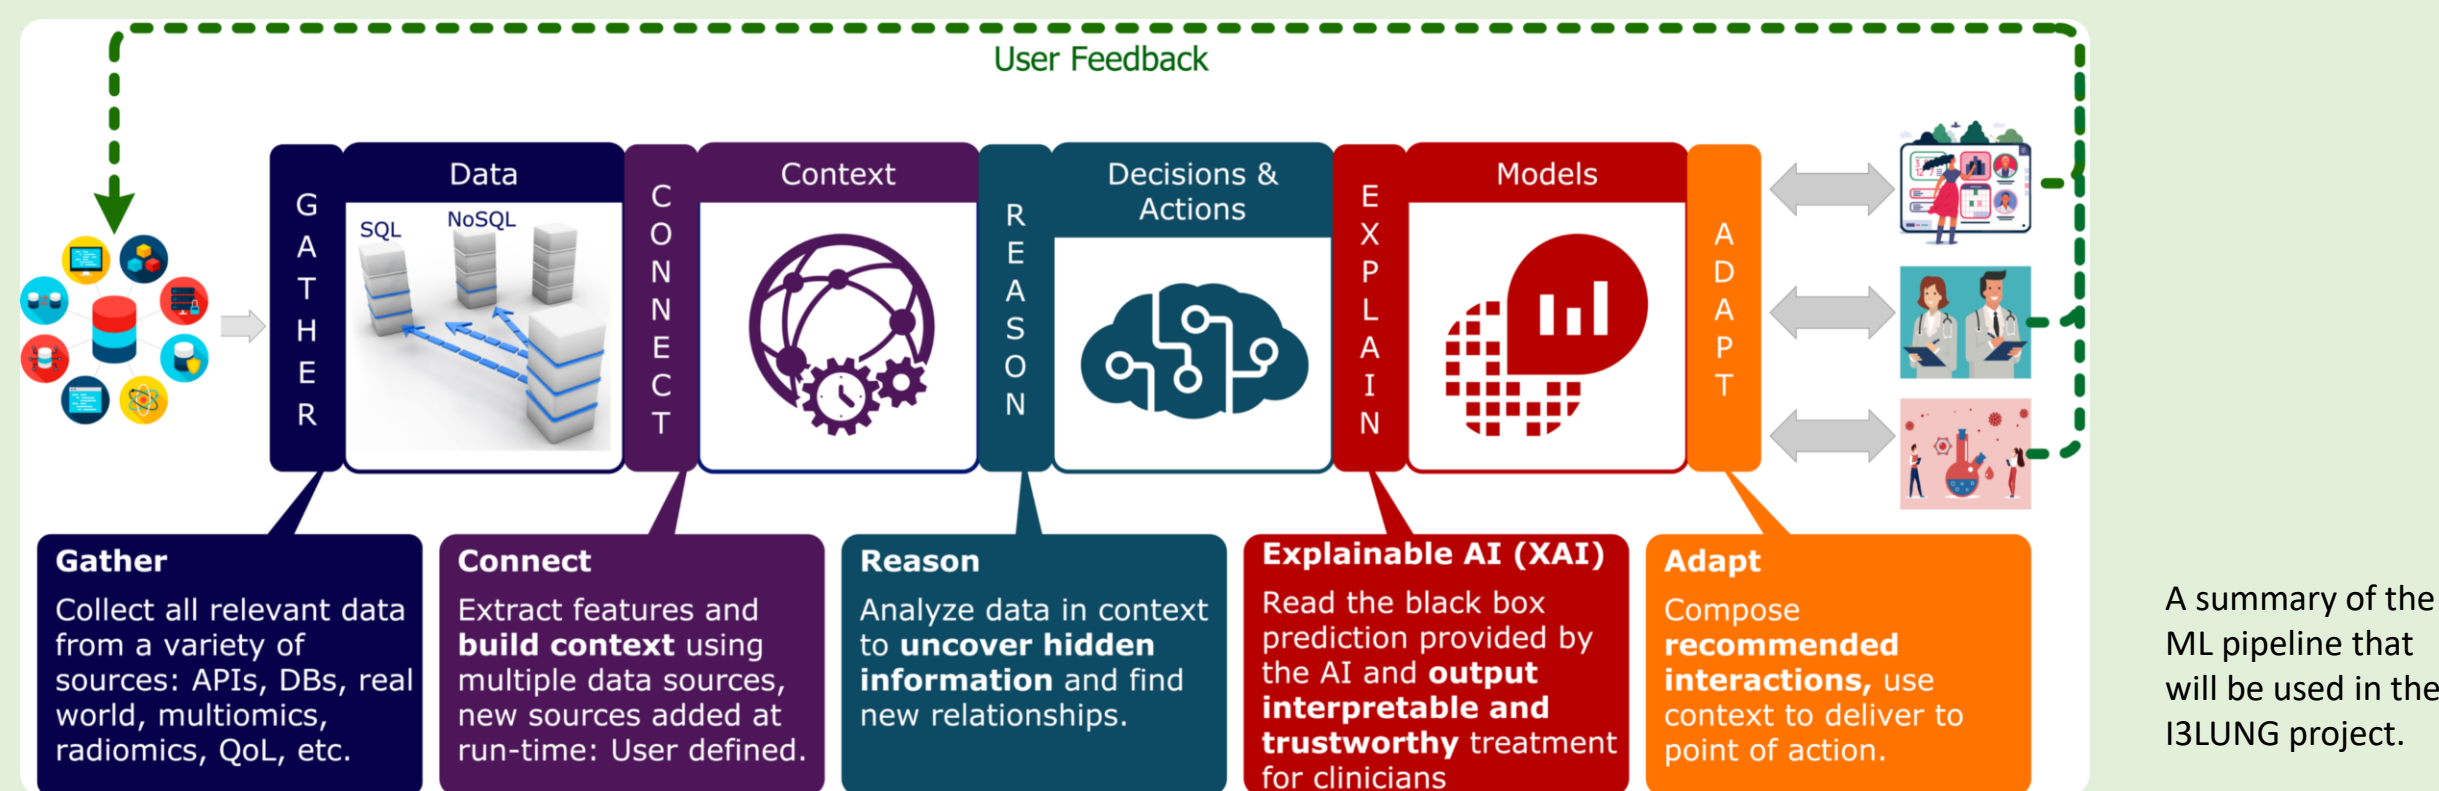 User Feedback
GATHER
Data
SQL
NoSQL
CONNECT
Context
REASON
Decisions &
Actions
EXPLAIN
Models
ADAPT
Gather
Collect all relevant data
from a variety of
sources: APIs, DBs, real
world, multiomics,
radiomics, QoL, etc.
Connect
Extract features and
build context using
multiple data sources,
new sources added at
run-time: User defined.
Reason
Analyze data in context
to uncover hidden
information and find
new relationships.
Explainable AI (XAI)
Read the black box
prediction provided by
the AI and output
interpretable and
trustworthy treatment
for clinicians
Adapt
Compose
recommended
interactions, use
context to deliver to
point of action.
A summary of the
ML pipeline that
will be used in the
I3LUNG project.